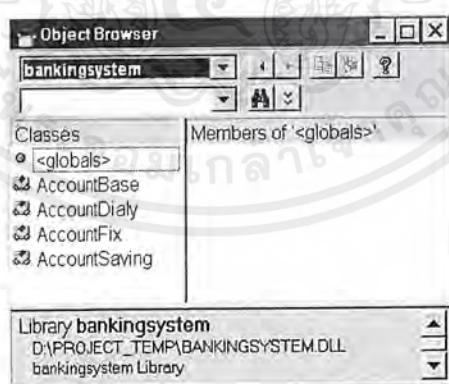 Object Browser
bankingsystem
Classes
Members of '<globals>'
<globals>
AccountBase
AccountDialy
AccountFix
AccountSaving
Library bankingsystem
D:\PROJECT_TEMP\BANKINGSYSTEM.DLL
bankingsystem Library